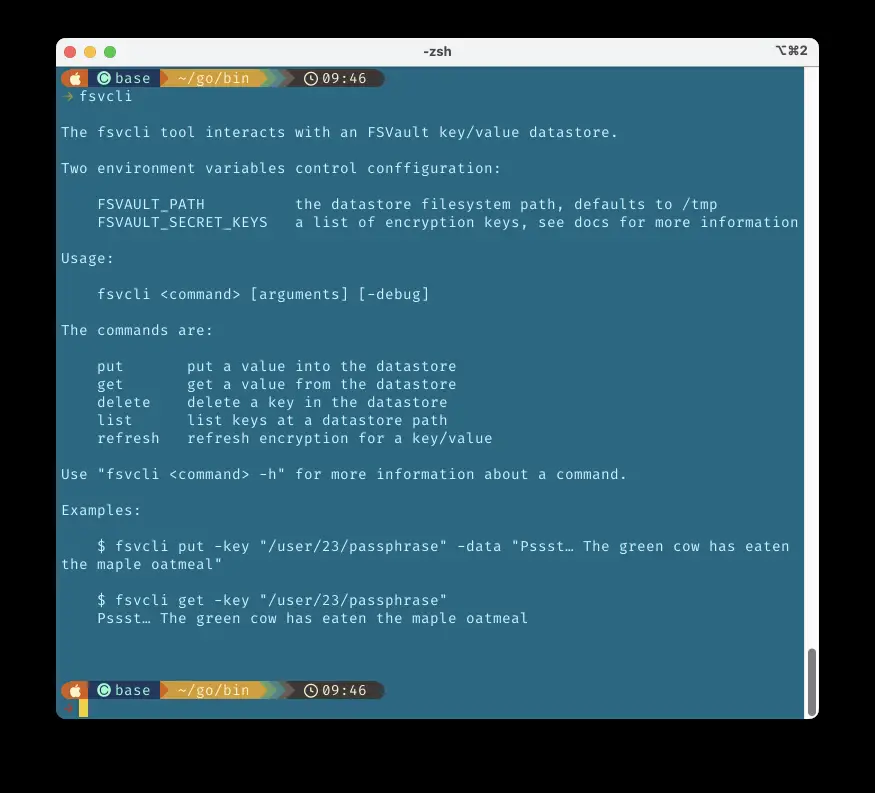 -zsh
⌥⌘2
base ~/go/bin 09:46
→ fsvcli
The fsvcli tool interacts with an FSVault key/value datastore.
Two environment variables control conffiguration:
FSVAULT_PATH the datastore filesystem path, defaults to /tmp
FSVAULT_SECRET_KEYS a list of encryption keys, see docs for more information
Usage:
fsvcli <command> [arguments] [-debug]
The commands are:
put put a value into the datastore
get get a value from the datastore
delete delete a key in the datastore
list list keys at a datastore path
refresh refresh encryption for a key/value
Use "fsvcli <command> -h" for more information about a command.
Examples:
$ fsvcli put -key "/user/23/passphrase" -data "Pssst… The green cow has eaten
the maple oatmeal"
$ fsvcli get -key "/user/23/passphrase"
Pssst… The green cow has eaten the maple oatmeal
base ~/go/bin 09:46